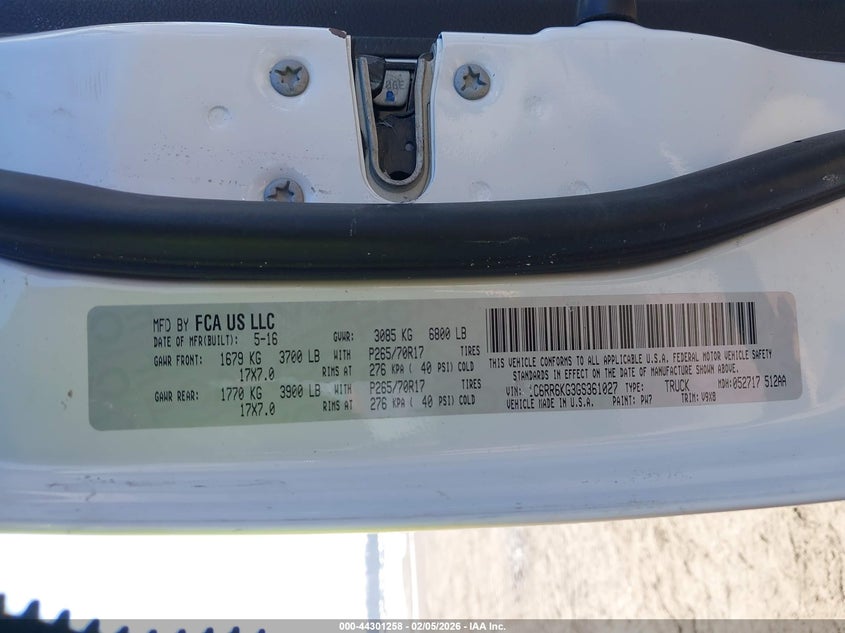 MFD BY FCA US LLC
DATE OF MFR(BUILT): 5-16 GVWR: 3085 KG 6800 LB
GAWR FRONT: 1679 KG 3700 LB WITH P265/70R17 TIRES
17X7.0 RIMS AT 276 KPA ( 40 PSI) COLD
GAWR REAR: 1770 KG 3900 LB WITH P265/70R17 TIRES
17X7.0 RIMS AT 276 KPA ( 40 PSI) COLD
THIS VEHICLE CONFORMS TO ALL APPLICABLE U.S.A. FEDERAL MOTOR VEHICLE SAFETY
STANDARDS IN EFFECT ON THE DATE OF MANUFACTURE SHOWN ABOVE.
VIN: 1C6RR6KG3GS361027 TYPE: TRUCK MDH: 052717 512AA
VEHICLE MADE IN U.S.A. PAINT: PW7 TRIM: V9X8
000-44301258 - 02/05/2026 - IAA Inc.